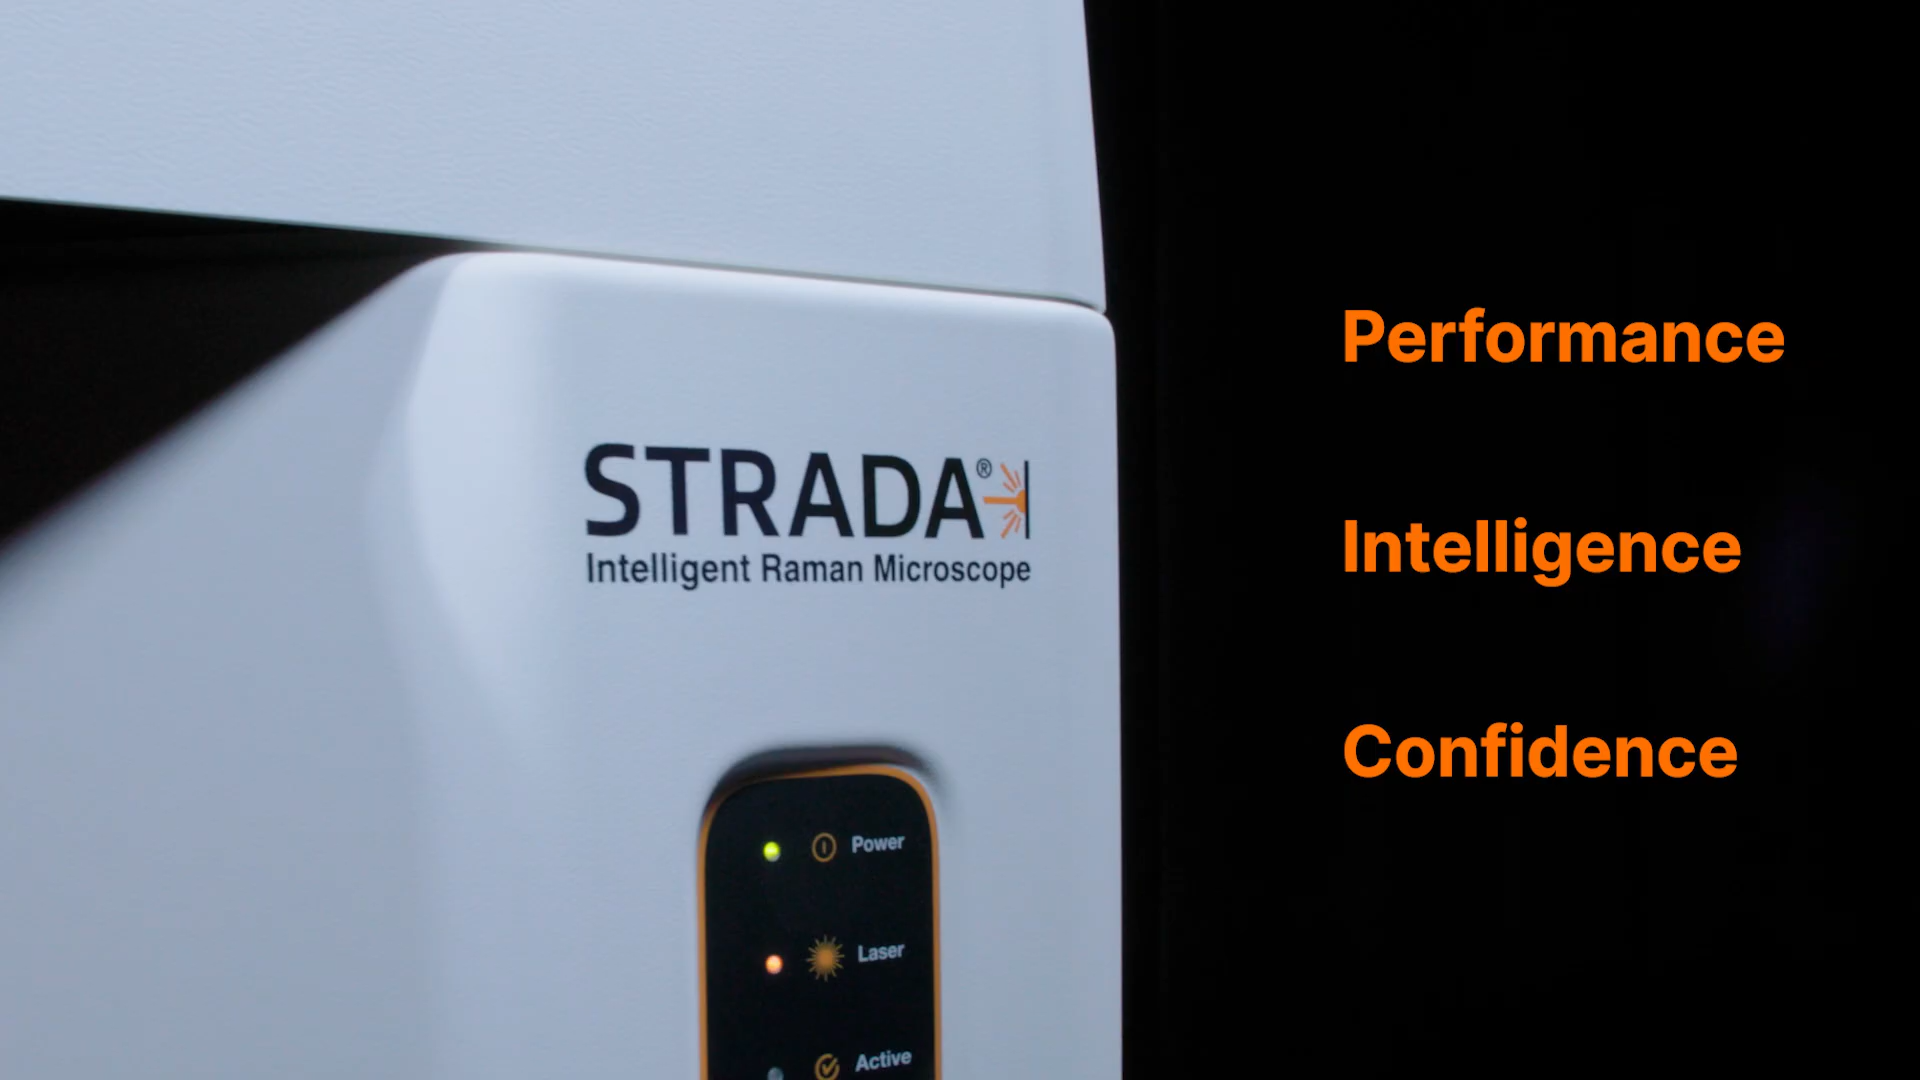 STRADA®
Intelligent Raman Microscope
Power
Laser
Active
Performance
Intelligence
Confidence